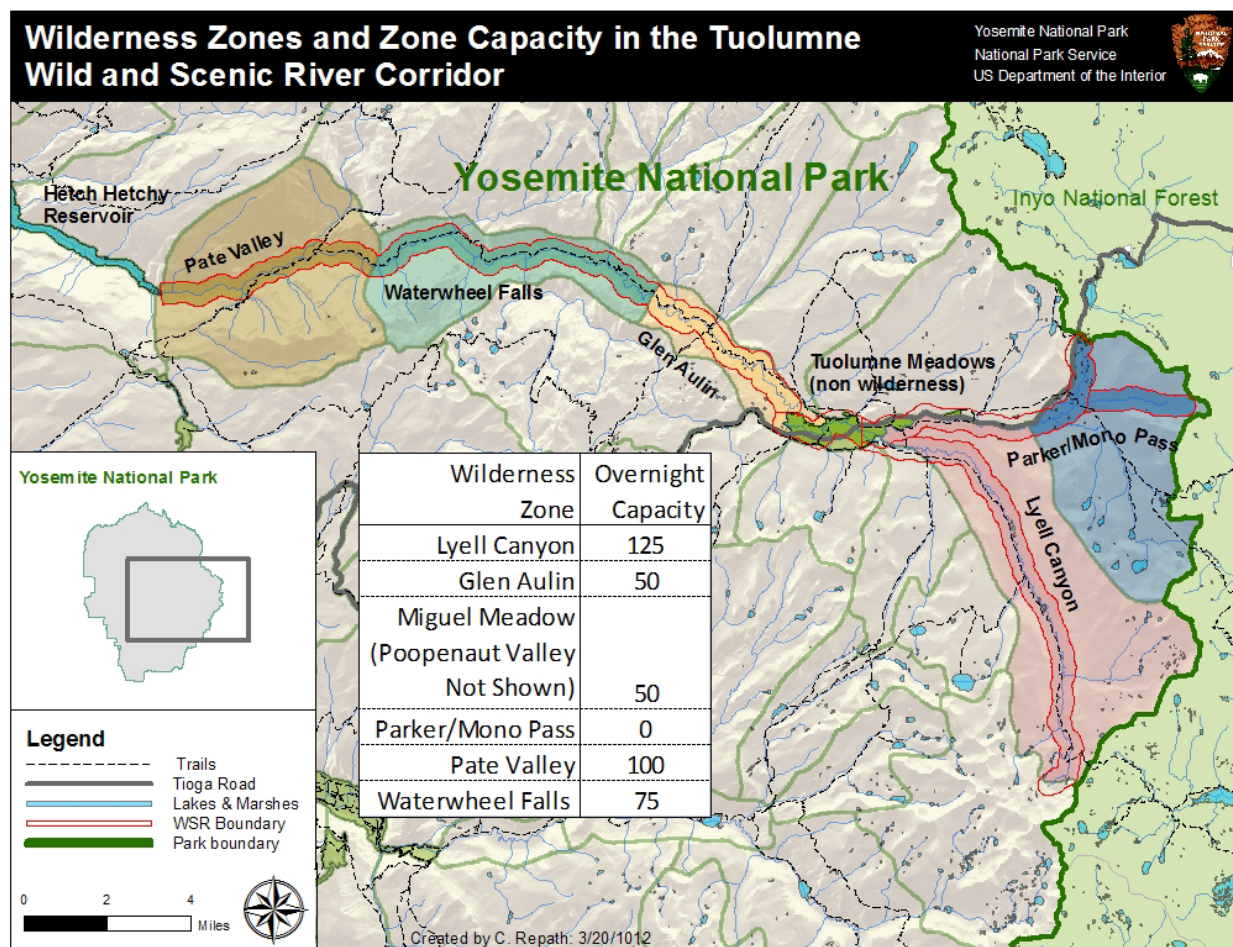 Wilderness Zones and Zone Capacity in the Tuolumne
Wild and Scenic River Corridor
Yosemite National Park
National Park Service
US Department of the Interior
NATIONAL
PARK
SERVICE
Yosemite National Park
Inyo National Forest
Hetch Hetchy
Reservoir
Pate Valley
Waterwheel Falls
Glen Aulin
Tuolumne Meadows
(non wilderness)
Parker/Mono Pass
Lyell Canyon
Yosemite National Park
Wilderness Zone Overnight Capacity
Lyell Canyon 125
Glen Aulin 50
Miguel Meadow
(Poopenaut Valley
Not Shown) 50
Parker/Mono Pass 0
Pate Valley 100
Waterwheel Falls 75
Legend
Trails
Tioga Road
Lakes & Marshes
WSR Boundary
Park boundary
0 2 4
Miles
Created by C. Repath: 3/20/1012